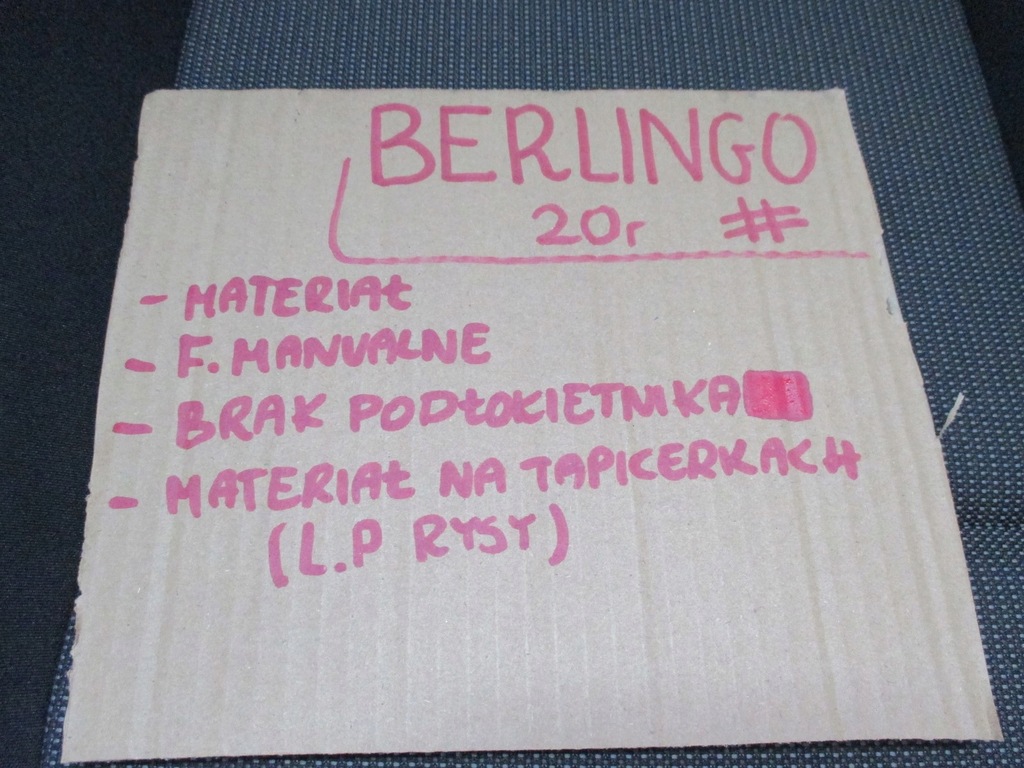 BERLINGO
20r #
- MATERIAŁ
- F. MANUALNE
- BRAK PODŁOKIETNIKA
- MATERIAŁ NA TAPICERKACH
(L.P RYSY)